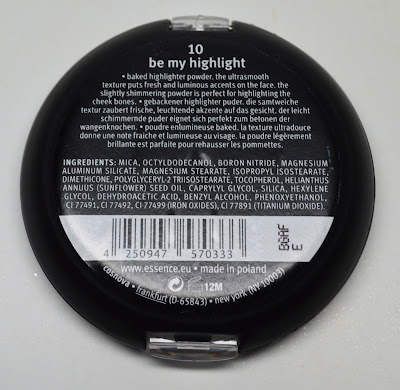 10
be my highlight
• baked highlighter powder. the ultrasmooth
texture puts fresh and luminous accents on the face. the
slightly shimmering powder is perfect for highlighting the
cheek bones. • gebackener highlighter puder. die samtweiche
textur zaubert frische, leuchtende akzente auf das gesicht. der leicht
schimmernde puder eignet sich perfekt zum betonen der
wangenknochen. • poudre enlumineuse baked. la texture ultradouce
donne une note fraîche et lumineuse au visage. la poudre légèrement
brillante est parfaite pour rehausser les pommettes.
INGREDIENTS: MICA, OCTYLDODECANOL, BORON NITRIDE, MAGNESIUM
ALUMINUM SILICATE, MAGNESIUM STEARATE, ISOPROPYL ISOSTEARATE,
DIMETHICONE, POLYGLYCERYL-2 TRIISOSTEARATE, TOCOPHEROL, HELIANTHUS
ANNUUS (SUNFLOWER) SEED OIL, CAPRYLYL GLYCOL, SILICA, HEXYLENE
GLYCOL, DEHYDROACETIC ACID, BENZYL ALCOHOL, PHENOXYETHANOL,
CI 77491, CI 77492, CI 77499 (IRON OXIDES), CI 77891 (TITANIUM DIOXIDE).
4 250947 570333
www.essence.eu • made in poland
cosnova • frankfurt (D-65843) • new york (NY 10003)
12M